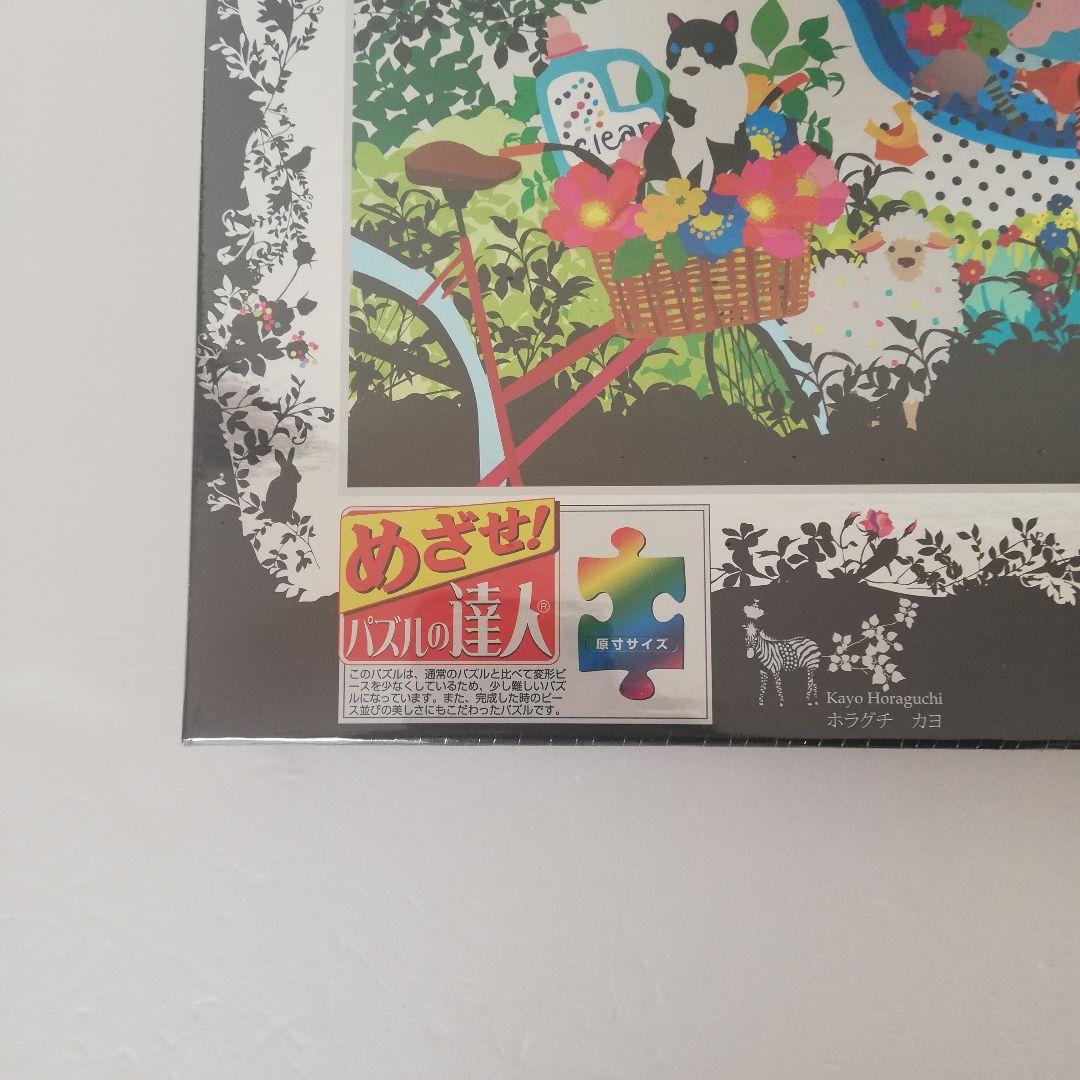 clean
めざせ!
パズルの達人®
原寸サイズ
このパズルは、通常のパズルと比べて変形ピ
ースを少なくしているため、少し難しいパズ
ルになっています。また、完成した時のピー
ス並びの美しさにもこだわったパズルです。
Kayo Horaguchi
ホラグチ カヨ